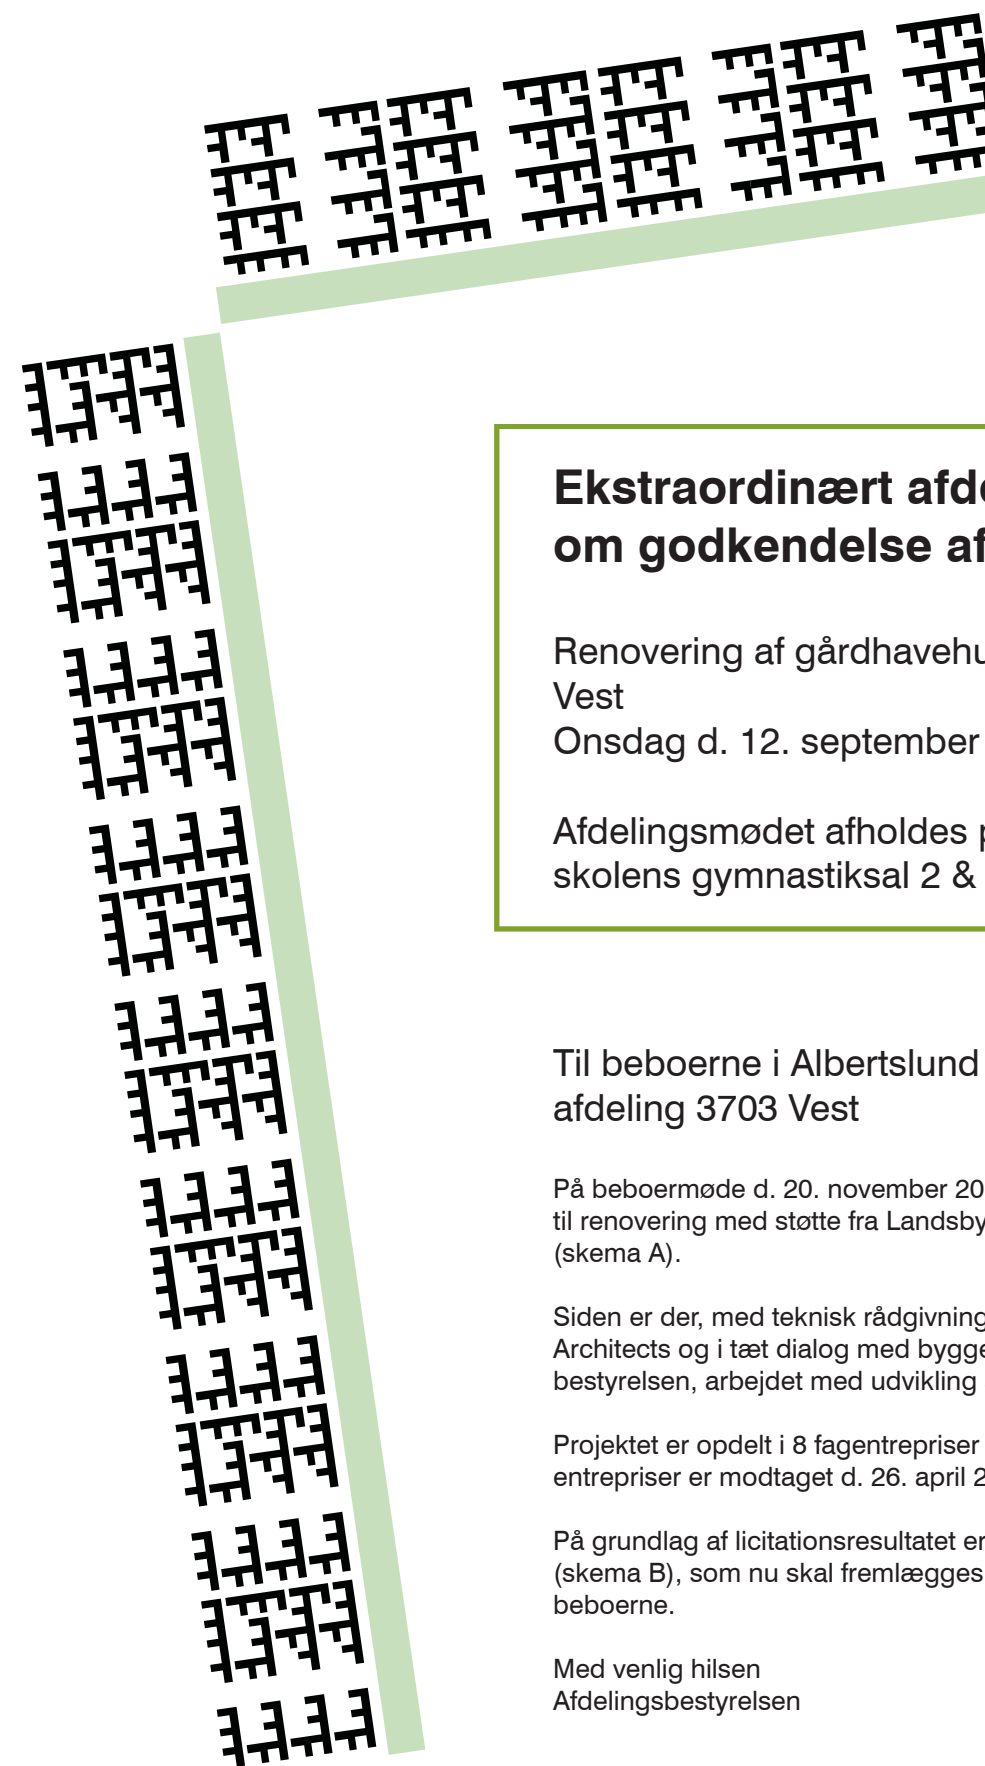 Ekstraordinært
om godkendelse af
Renovering af
Vest
Onsdag d. 12. september
Afdelingsmødet afholdes
skolens gymnastiksal 2 &
Til beboerne i Albertslund
afdeling 3703 Vest
På beboermøde d. 20. november 20
til renovering med støtte fra Landsby
(skema A).
Siden er der, med teknisk rådgivning
Architects og i tæt dialog med bygge
bestyrelsen, arbejdet med udvikling
Projektet er opdelt i 8 fagentrepriser
entrepriser er modtaget d. 26. april 2
På grundlag af licitationsresultatet er
(skema B), som nu skal fremlægges
beboerne.
Med venlig hilsen
Afdelingsbestyrelsen